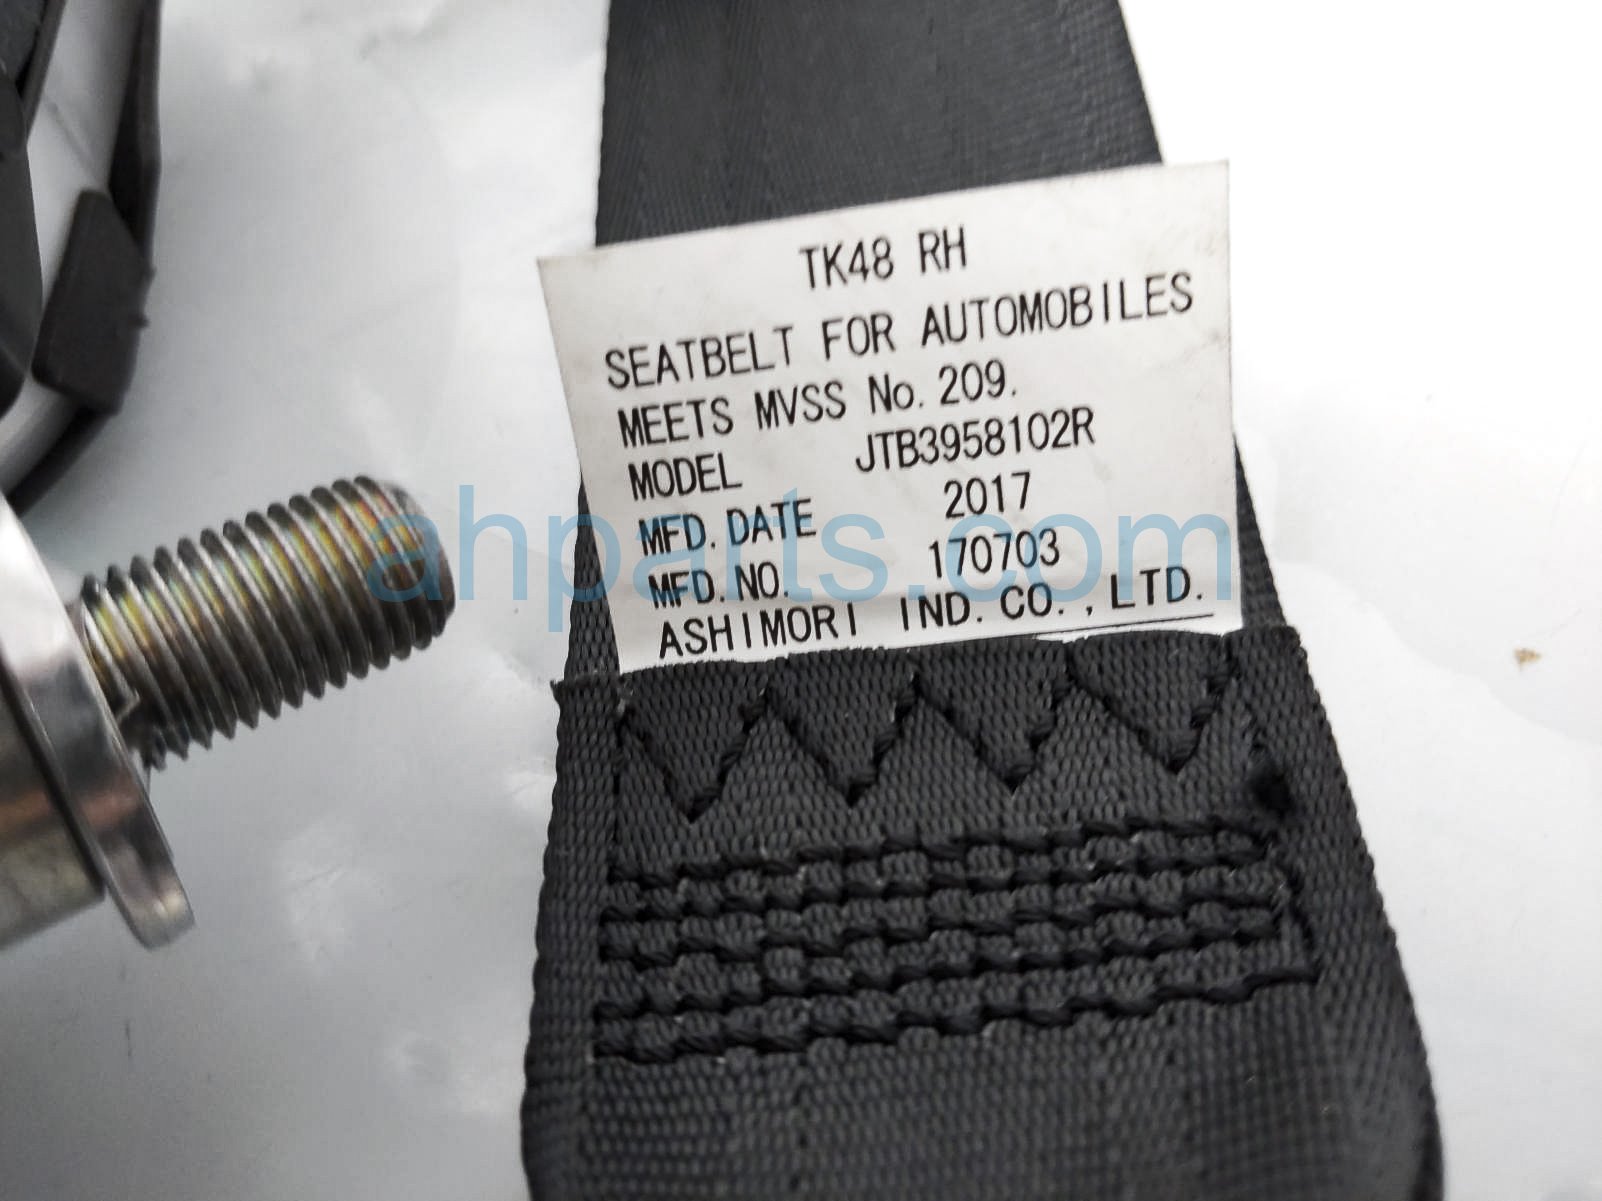 TK48 RH
SEATBELT FOR AUTOMOBILES
MEETS MVSS No. 209.
MODEL JTB3958102R
MFD. DATE 2017
MFD. NO. 170703
ASHIMORI IND. CO., LTD.
ahparts.com